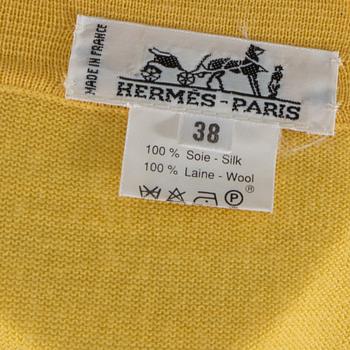 MADE IN FRANCE
HERMÈS-PARIS
38
100 % Soie - Silk
100 % Laine - Wool
P ®